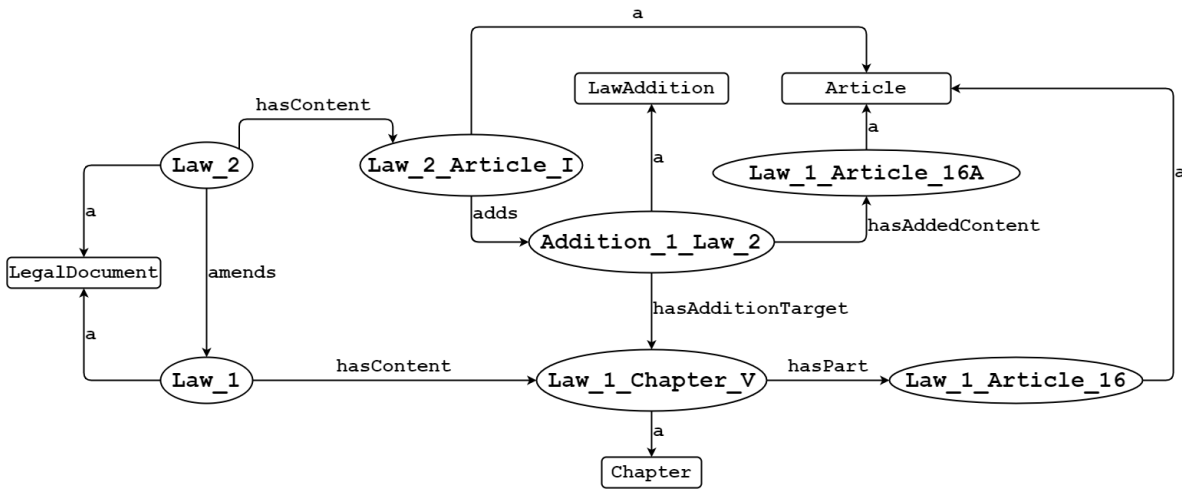 a
LawAddition
Article
hasContent
a
Law_2
Law_2_Article_I
a
Law_1_Article_16A
a
a
adds
hasAddedContent
Addition_1_Law_2
LegalDocument
amends
hasAdditionTarget
a
hasContent
hasPart
Law_1
Law_1_Chapter_V
Law_1_Article_16
a
Chapter